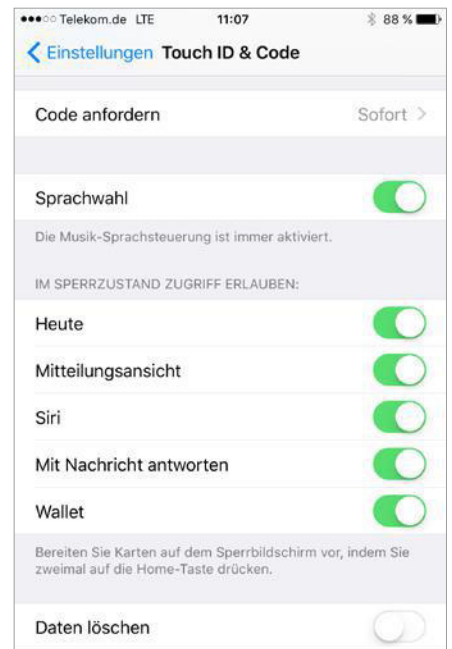 Telekom.de LTE 11:07 88 %
Einstellungen Touch ID & Code
Code anfordern Sofort
Sprachwahl
Die Musik-Sprachsteuerung ist immer aktiviert.
IM SPERRZUSTAND ZUGRIFF ERLAUBEN:
Heute
Mitteilungsansicht
Siri
Mit Nachricht antworten
Wallet
Bereiten Sie Karten auf dem Sperrbildschirm vor, indem Sie
zweimal auf die Home-Taste drücken.
Daten löschen